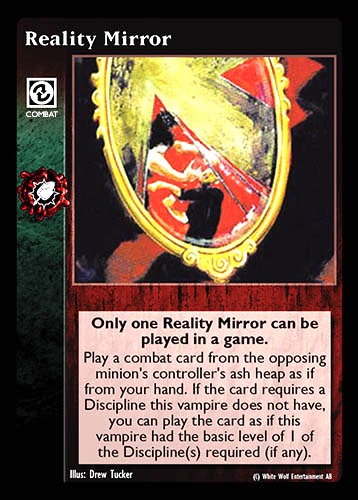 Reality Mirror
COMBAT
Only one Reality Mirror can be
played in a game.
Play a combat card from the opposing
minion's controller's ash heap as if
from your hand. If the card requires a
Discipline this vampire does not have,
you can play the card as if this
vampire had the basic level of 1 of
the Discipline(s) required (if any).
Illus: Drew Tucker
(C) White Wolf Entertainment AB